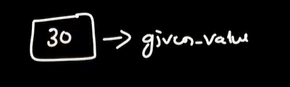 30 → given_value